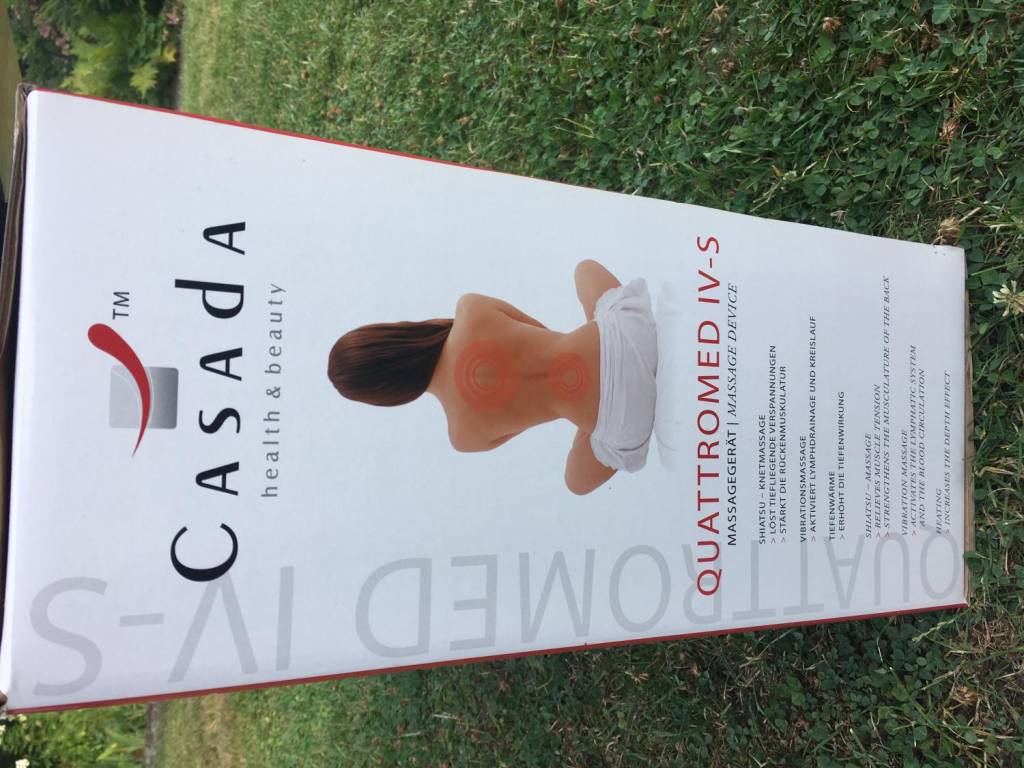 TM
CASAdA
health & beauty
QUATTROMED IV-S
MASSAGEGERÄT | MASSAGE DEVICE
SHIATSU – KNETMASSAGE
> LÖST TIEFLIEGENDE VERSPANNUNGEN
> STÄRKT DIE RÜCKENMUSKULATUR
VIBRATIONSMASSAGE
> AKTIVIERT LYMPHDRAINAGE UND KREISLAUF
TIEFENWÄRME
> ERHÖHT DIE TIEFENWIRKUNG
SHIATSU – MASSAGE
> RELIEVES MUSCLE TENSION
> STRENGTHENS THE MUSCULATURE OF THE BACK
VIBRATION MASSAGE
> ACTIVATES THE LYMPHATIC SYSTEM
AND THE BLOOD CIRCULATION
HEATING
> INCREASES THE DEPTH EFFECT
QUATTROMED IV-S